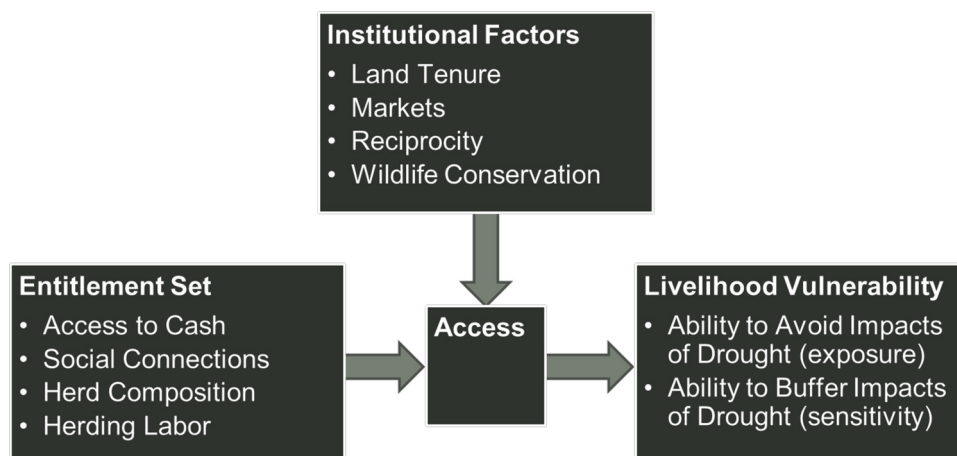 Institutional Factors
• Land Tenure
• Markets
• Reciprocity
• Wildlife Conservation
Entitlement Set
• Access to Cash
• Social Connections
• Herd Composition
• Herding Labor
Access
Livelihood Vulnerability
• Ability to Avoid Impacts
of Drought (exposure)
• Ability to Buffer Impacts
of Drought (sensitivity)